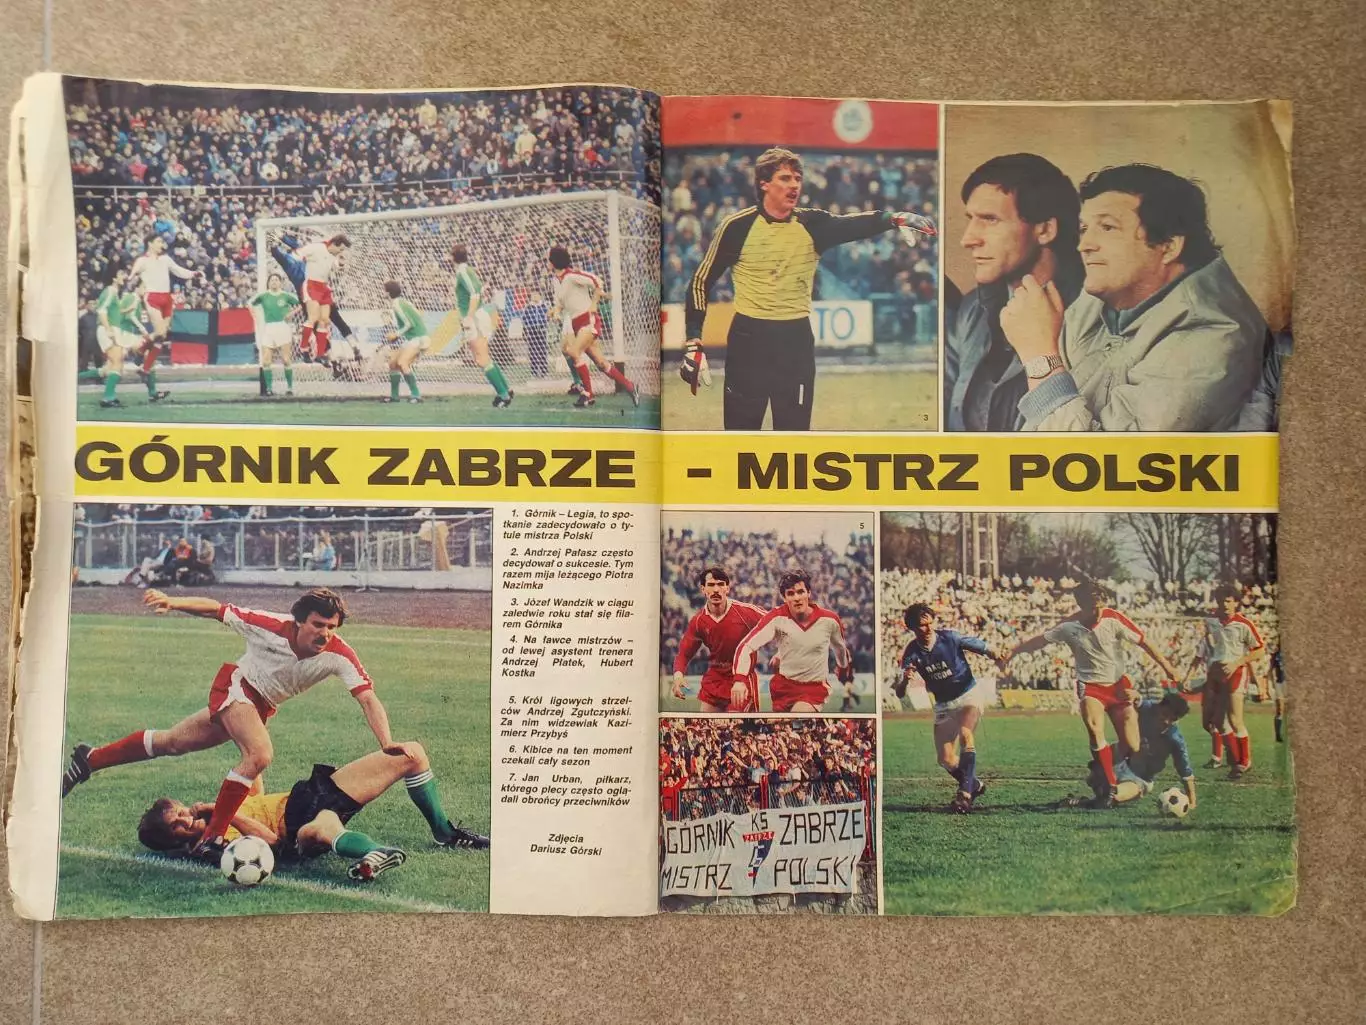 TO
3
1
GÓRNIK ZABRZE - MISTRZ POLSKI
1. Górnik – Legia, to spo-
tkanie zadecydowało o ty-
tule mistrza Polski
2. Andrzej Pałasz często
decydował o sukcesie. Tym
razem mija leżącego Piotra
Nazimka
3. Józef Wandzik w ciągu
zaledwie roku stał się fila-
rem Górnika
4. Na ławce mistrzów –
od lewej asystent trenera
Andrzej Płatek, Hubert
Kostka
5. Król ligowych strzel-
ców Andrzej Zgutczyński.
Za nim widzewiak Kazi-
mierz Przybyś
6. Kibice na ten moment
czekali cały sezon
7. Jan Urban, piłkarz,
którego plecy często oglą-
dali obrońcy przeciwników
Zdjęcia
Dariusz Górski
5
GÓRNIK KS ZABRZE
MISTRZ POLSKI